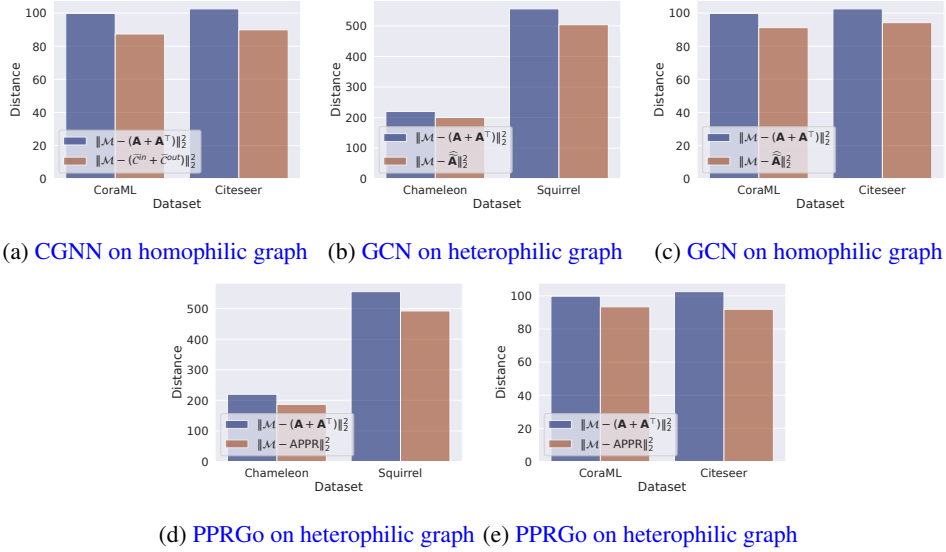 100
80
60
40
20
0
Distance
‖ℳ − (A + A⊤)‖₂²
‖ℳ − (C̃ⁱⁿ + C̃ᵒᵘᵗ)‖₂²
CoraML Citeseer
Dataset
500
400
300
200
100
0
Distance
‖ℳ − (A + A⊤)‖₂²
‖ℳ − Ã̂‖₂²
Chameleon Squirrel
Dataset
100
80
60
40
20
0
Distance
‖ℳ − (A + A⊤)‖₂²
‖ℳ − Ã̂‖₂²
CoraML Citeseer
Dataset
(a) CGNN on homophilic graph (b) GCN on heterophilic graph (c) GCN on homophilic graph
500
400
300
200
100
0
Distance
‖ℳ − (A + A⊤)‖₂²
‖ℳ − APPR‖₂²
Chameleon Squirrel
Dataset
100
80
60
40
20
0
Distance
‖ℳ − (A + A⊤)‖₂²
‖ℳ − APPR‖₂²
CoraML Citeseer
Dataset
(d) PPRGo on heterophilic graph (e) PPRGo on heterophilic graph